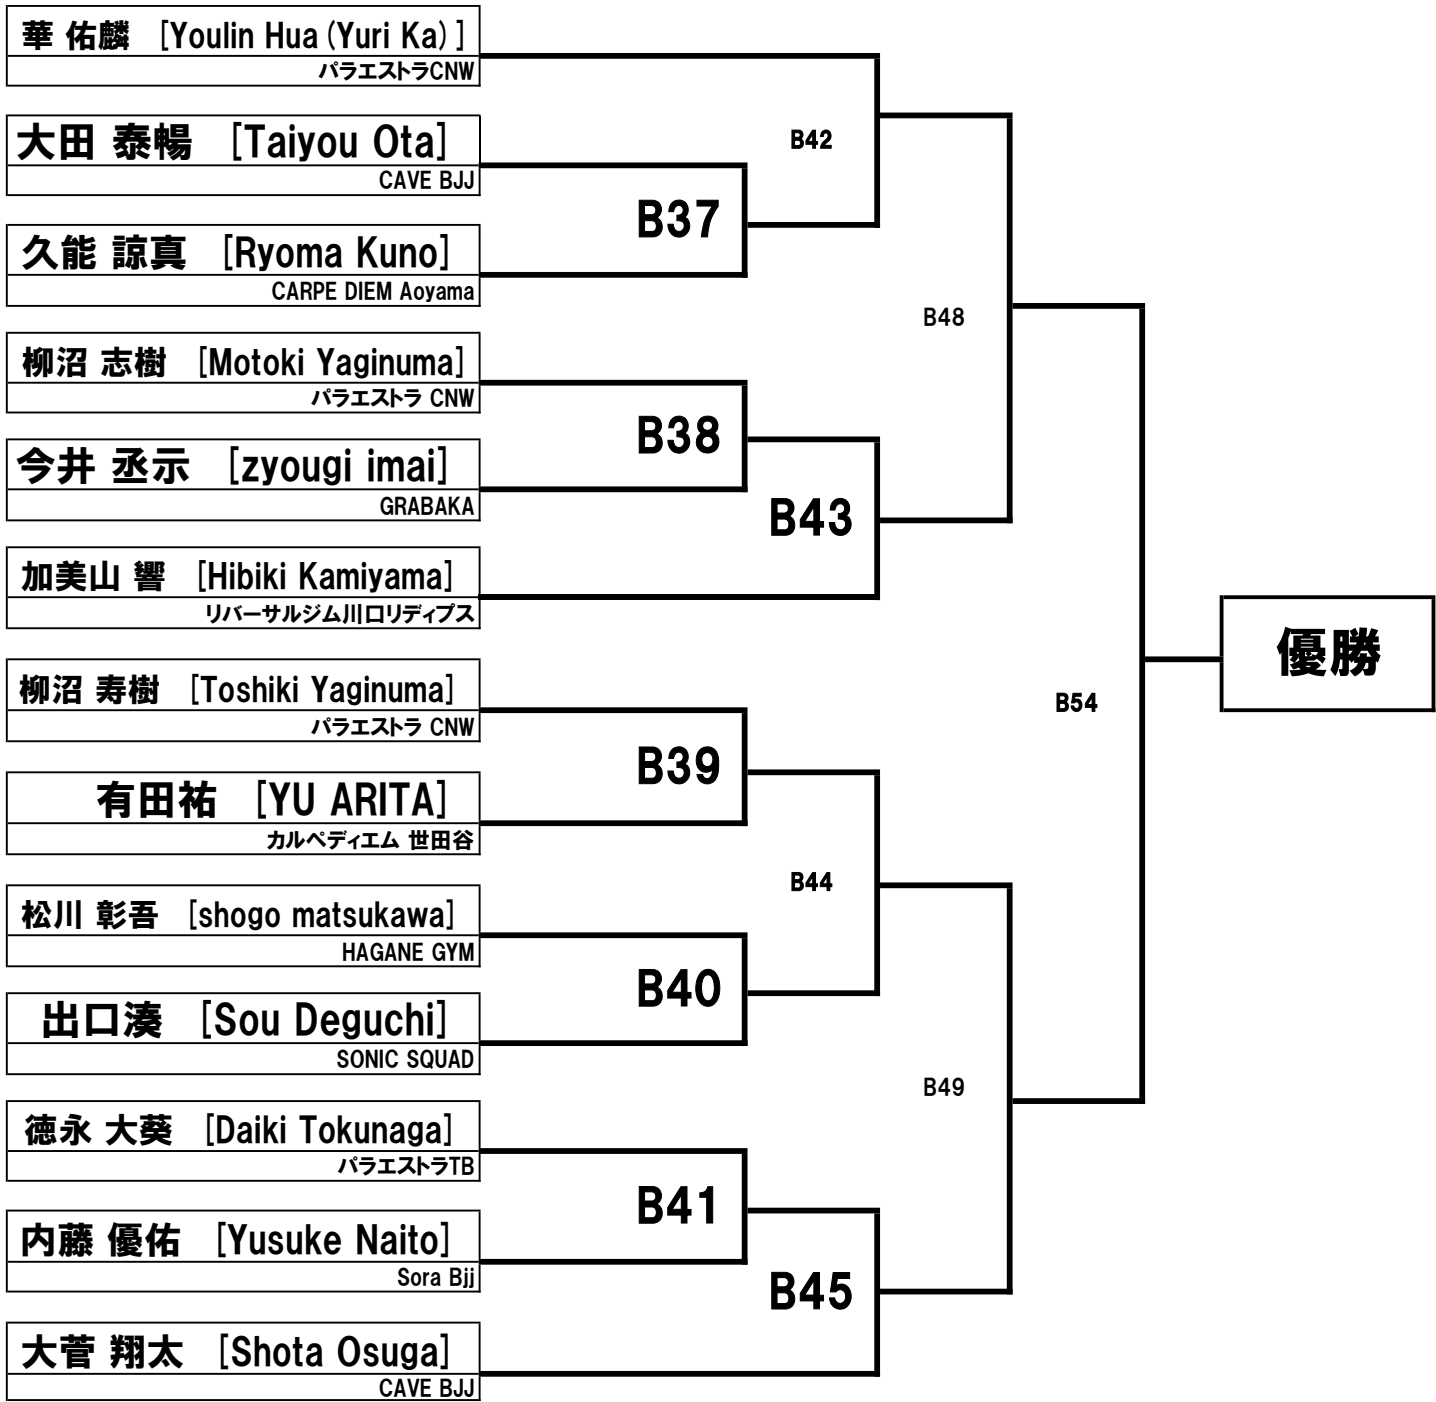 華 佑麟 [Youlin Hua (Yuri Ka)]
パラエストラCNW
大田 泰暢 [Taiyou Ota]
CAVE BJJ
久能 諒真 [Ryoma Kuno]
CARPE DIEM Aoyama
柳沼 志樹 [Motoki Yaginuma]
パラエストラ CNW
今井 丞示 [zyougi imai]
GRABAKA
加美山 響 [Hibiki Kamiyama]
リバーサルジム川口リディプス
柳沼 寿樹 [Toshiki Yaginuma]
パラエストラ CNW
有田祐 [YU ARITA]
カルペディエム 世田谷
松川 彰吾 [shogo matsukawa]
HAGANE GYM
出口湊 [Sou Deguchi]
SONIC SQUAD
徳永 大葵 [Daiki Tokunaga]
パラエストラTB
内藤 優佑 [Yusuke Naito]
Sora Bjj
大菅 翔太 [Shota Osuga]
CAVE BJJ
B37
B38
B39
B40
B41
B42
B43
B44
B45
B48
B49
B54
優勝